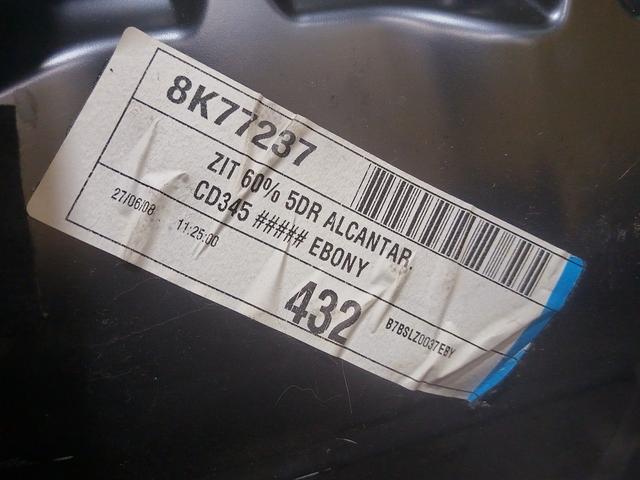 8K77237
ZIT 60% 5DR ALCANTAR.
CD345 ##### EBONY
27/06/08 11:25:00
432 B7BSLZ0037EBY